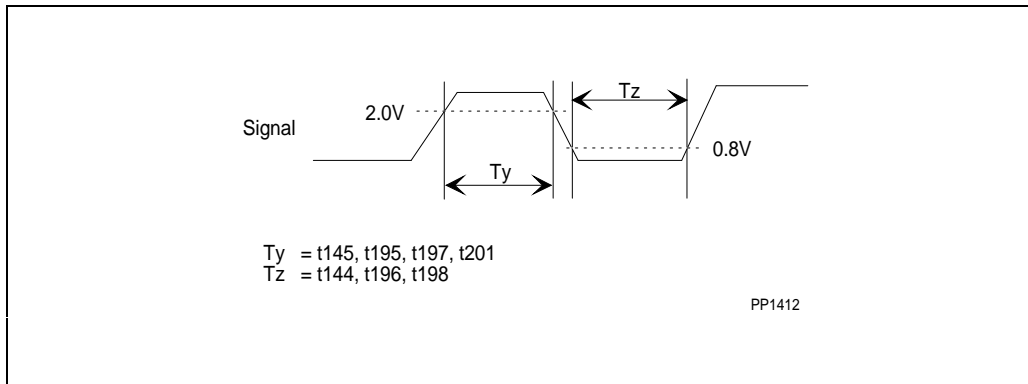 Tz
2.0V
Signal
0.8V
Ty
Ty = t145, t195, t197, t201
Tz = t144, t196, t198
PP1412